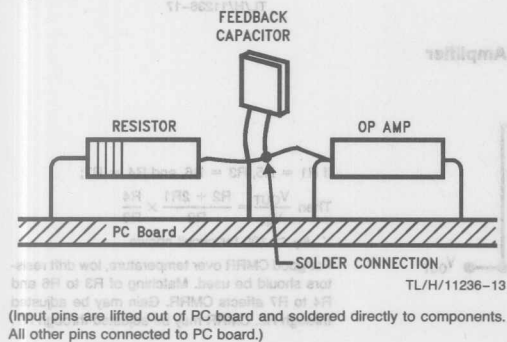 FEEDBACK
CAPACITOR
RESISTOR
OP AMP
PC Board
SOLDER CONNECTION
TL/H/11236-13
(Input pins are lifted out of PC board and soldered directly to components.
All other pins connected to PC board.)